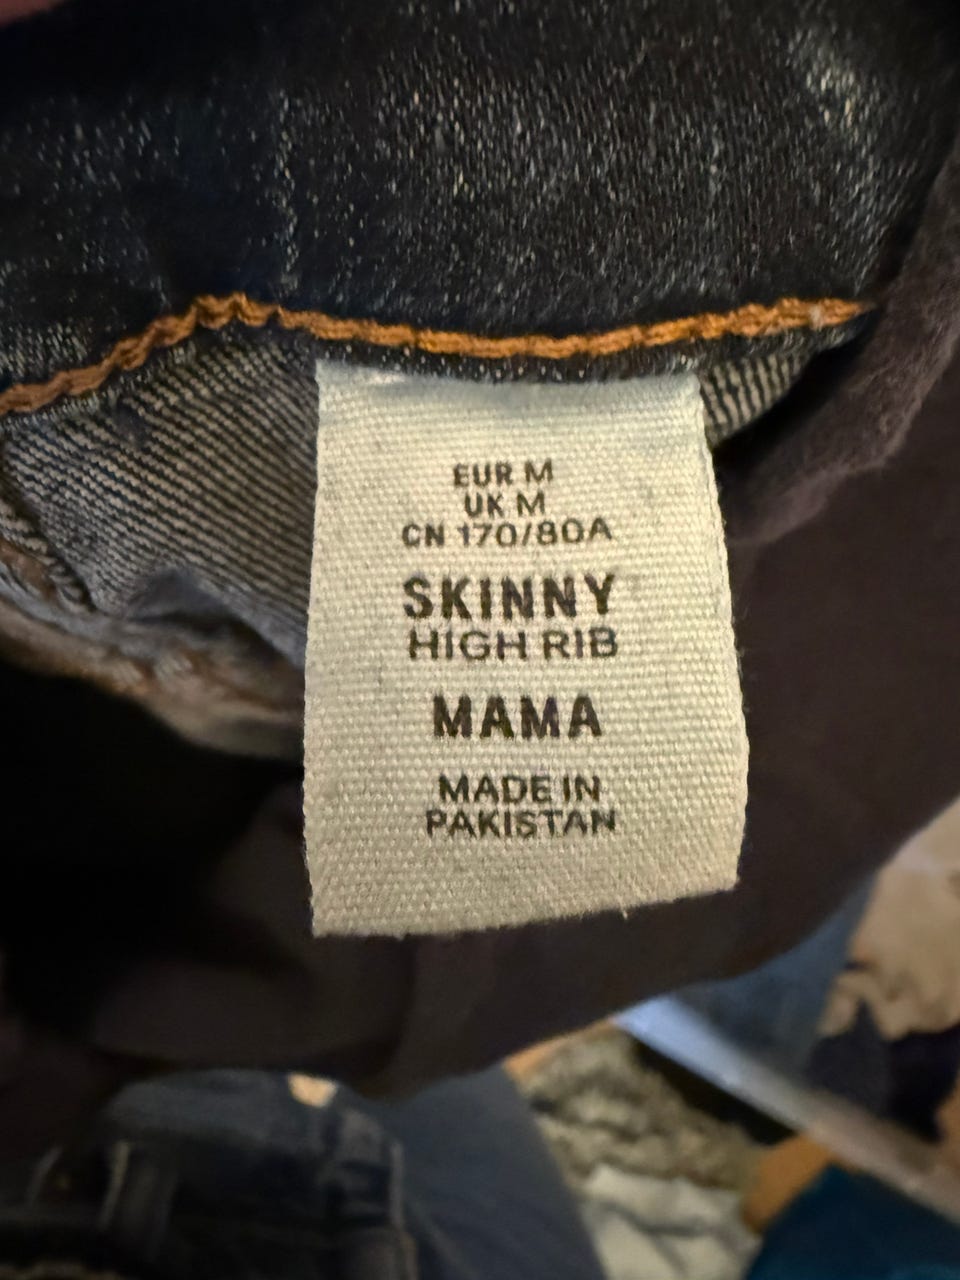 EUR M
UK M
CN 170/80A
SKINNY
HIGH RIB
MAMA
MADE IN
PAKISTAN